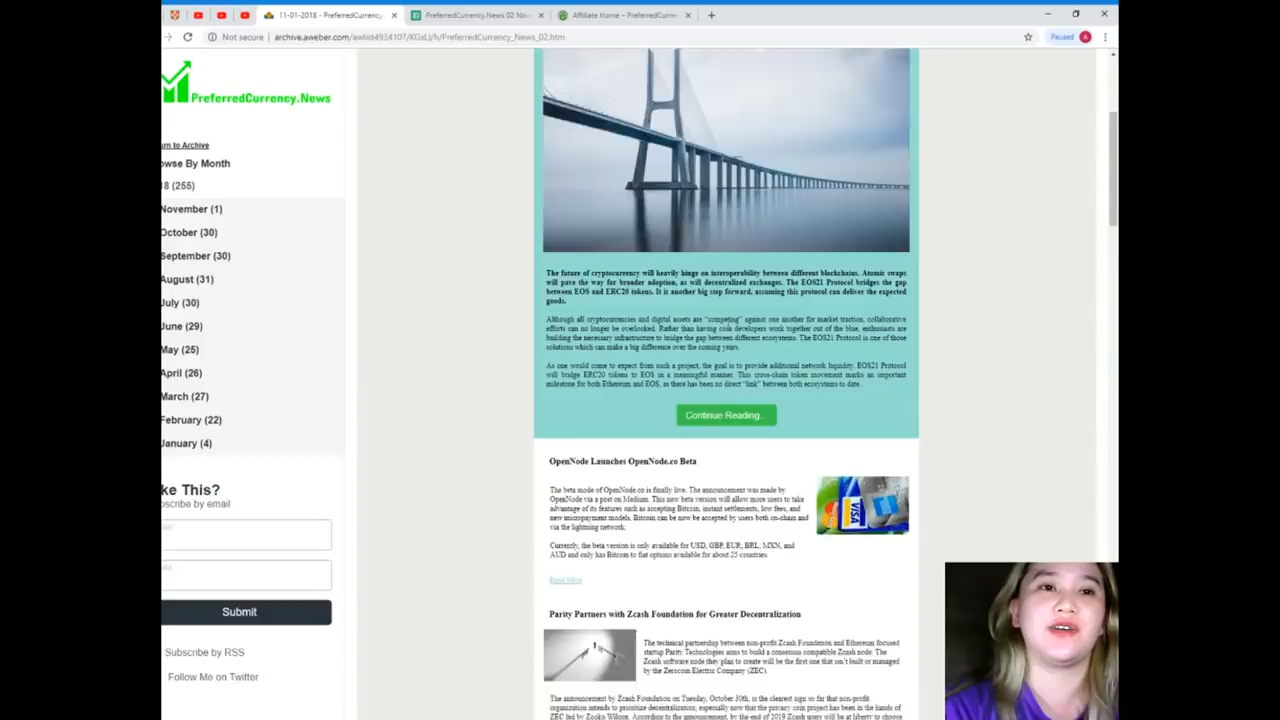 11-01-2018 - PreferredCurrency
PreferredCurrency.News 02 Nov
Affiliate Home – PreferredCurre
Not secure
archive.aweber.com/awlist4934107/KGsLl/h/PreferredCurrency_News_02.htm
Paused
A
PreferredCurrency.News
urn to Archive
owse By Month
18 (255)
November (1)
October (30)
September (30)
August (31)
July (30)
June (29)
May (25)
April (26)
March (27)
February (22)
January (4)
ke This?
bscribe by email
Submit
Subscribe by RSS
Follow Me on Twitter
The future of cryptocurrency will heavily hinge on interoperability between different blockchains. Atomic swaps
will pave the way for broader adoption, as will decentralized exchanges. The EOS21 Protocol bridges the gap
between EOS and ERC20 tokens. It is another big step forward, assuming this protocol can deliver the expected
goods.
Although all cryptocurrencies and digital assets are “competing” against one another for market traction, collaborative
efforts can no longer be overlooked. Rather than having coin developers work together out of the blue, enthusiasts are
building the necessary infrastructure to bridge the gap between different ecosystems. The EOS21 Protocol is one of those
solutions which can make a big difference over the coming years.
As one would come to expect from such a project, the goal is to provide additional network liquidity. EOS21 Protocol
will bridge ERC20 tokens to EOS in a meaningful manner. This cross-chain token movement marks an important
milestone for both Ethereum and EOS, as there has been no direct “link” between both ecosystems to date.
Continue Reading...
OpenNode Launches OpenNode.co Beta
The beta mode of OpenNode.co is finally live. The announcement was made by
OpenNode via a post on Medium. This new beta version will allow more users to take
advantage of its features such as accepting Bitcoin, instant settlements, low fees, and
new micropayment models. Bitcoin can be now be accepted by users both on-chain and
via the lightning network.
Currently, the beta version is only available for USD, GBP, EUR, BRL, MXN, and
AUD and only has Bitcoin to fiat options available for about 25 countries.
Read More
VISA
Parity Partners with Zcash Foundation for Greater Decentralization
The technical partnership between non-profit Zcash Foundation and Ethereum focused
startup Parity Technologies aims to build a consensus compatible Zcash node. The
Zcash software node they plan to create will be the first one that isn't built or managed
by the Zerocoin Electric Company (ZEC).
The announcement by Zcash Foundation on Tuesday, October 30th, is the clearest sign so far that non-profit
organization intends to prioritize decentralization, especially now that the privacy coin project has been in the hands of
ZEC led by Zooko Wilcox. According to the announcement, by the end of 2019 Zcash users will be at liberty to choose